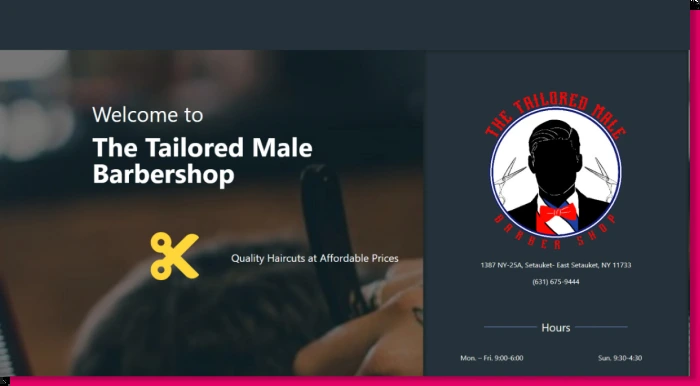 Welcome to
The Tailored Male
Barbershop
Quality Haircuts at Affordable Prices
THE TAILORED MALE
BARBER SHOP
1387 NY-25A, Setauket- East Setauket, NY 11733
(631) 675-9444
Hours
Mon. – Fri. 9:00-6:00
Sun. 9:30-4:30